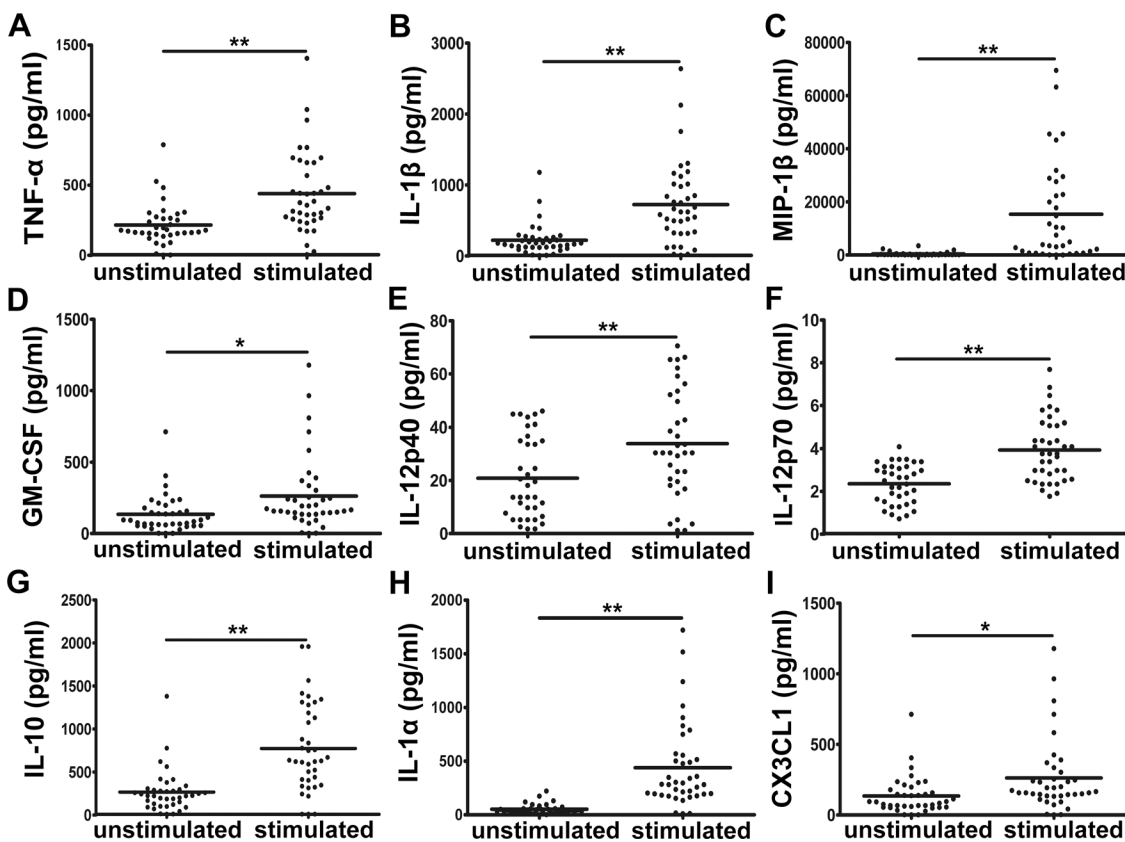 A
TNF-α (pg/ml)
1500
1000
500
0
**
unstimulated stimulated
B
IL-1β (pg/ml)
3000
2000
1000
0
**
unstimulated stimulated
C
MIP-1β (pg/ml)
80000
60000
40000
20000
0
**
unstimulated stimulated
D
GM-CSF (pg/ml)
1500
1000
500
0
*
unstimulated stimulated
E
IL-12p40 (pg/ml)
80
60
40
20
0
**
unstimulated stimulated
F
IL-12p70 (pg/ml)
10
8
6
4
2
0
**
unstimulated stimulated
G
IL-10 (pg/ml)
2500
2000
1500
1000
500
0
**
unstimulated stimulated
H
IL-1α (pg/ml)
2000
1500
1000
500
0
**
unstimulated stimulated
I
CX3CL1 (pg/ml)
1500
1000
500
0
*
unstimulated stimulated